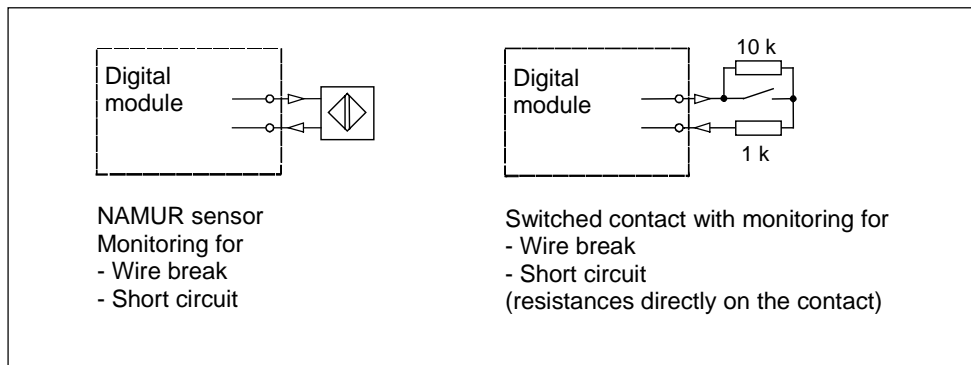 Digital
module
NAMUR sensor
Monitoring for
- Wire break
- Short circuit
10 k
Digital
module
1 k
Switched contact with monitoring for
- Wire break
- Short circuit
(resistances directly on the contact)